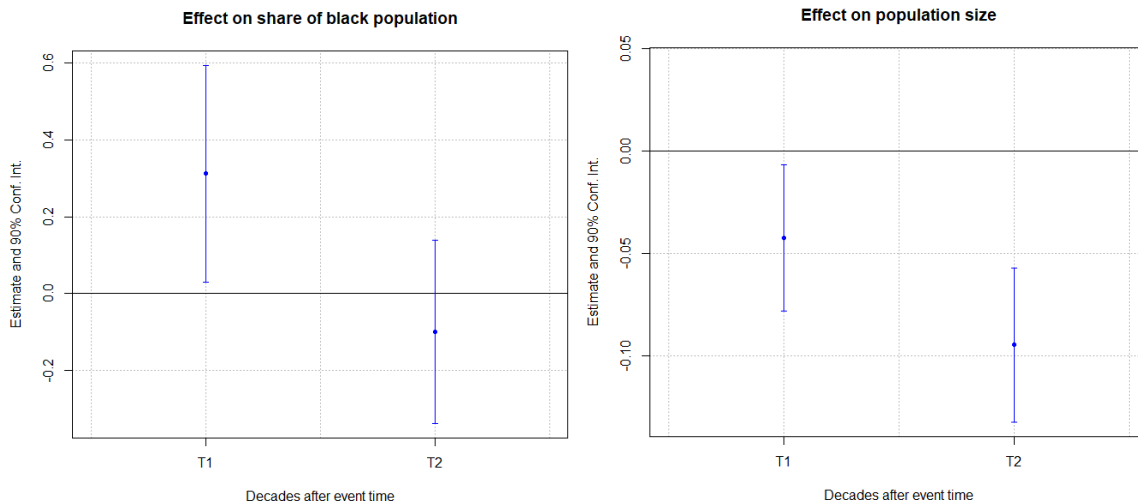 Effect on share of black population
Estimate and 90% Conf. Int.
0.6
0.4
0.2
0.0
-0.2
T1
T2
Decades after event time
Effect on population size
Estimate and 90% Conf. Int.
0.05
0.00
-0.05
-0.10
T1
T2
Decades after event time